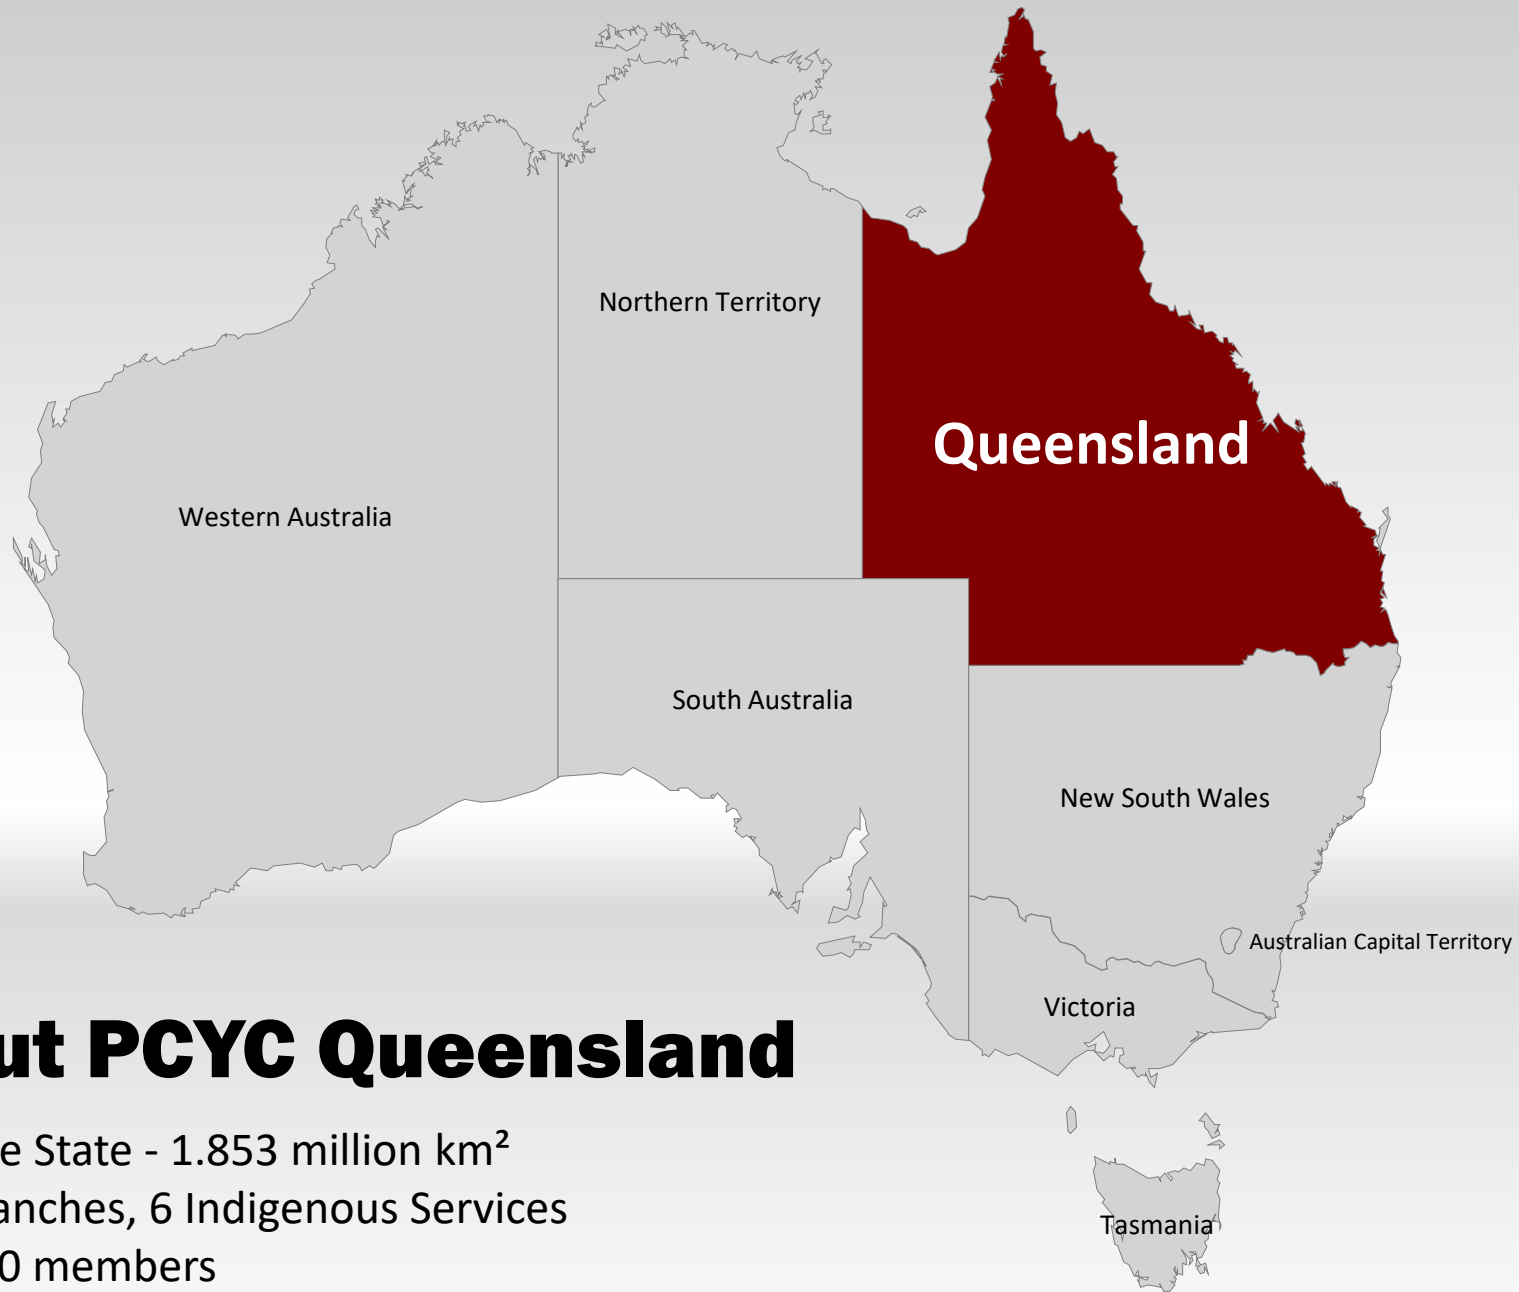 Northern Territory
Queensland
Western Australia
South Australia
New South Wales
Australian Capital Territory
Victoria
ut PCYC Queensland
e State - 1.853 million km²
anches, 6 Indigenous Services
0 members
Tasmania